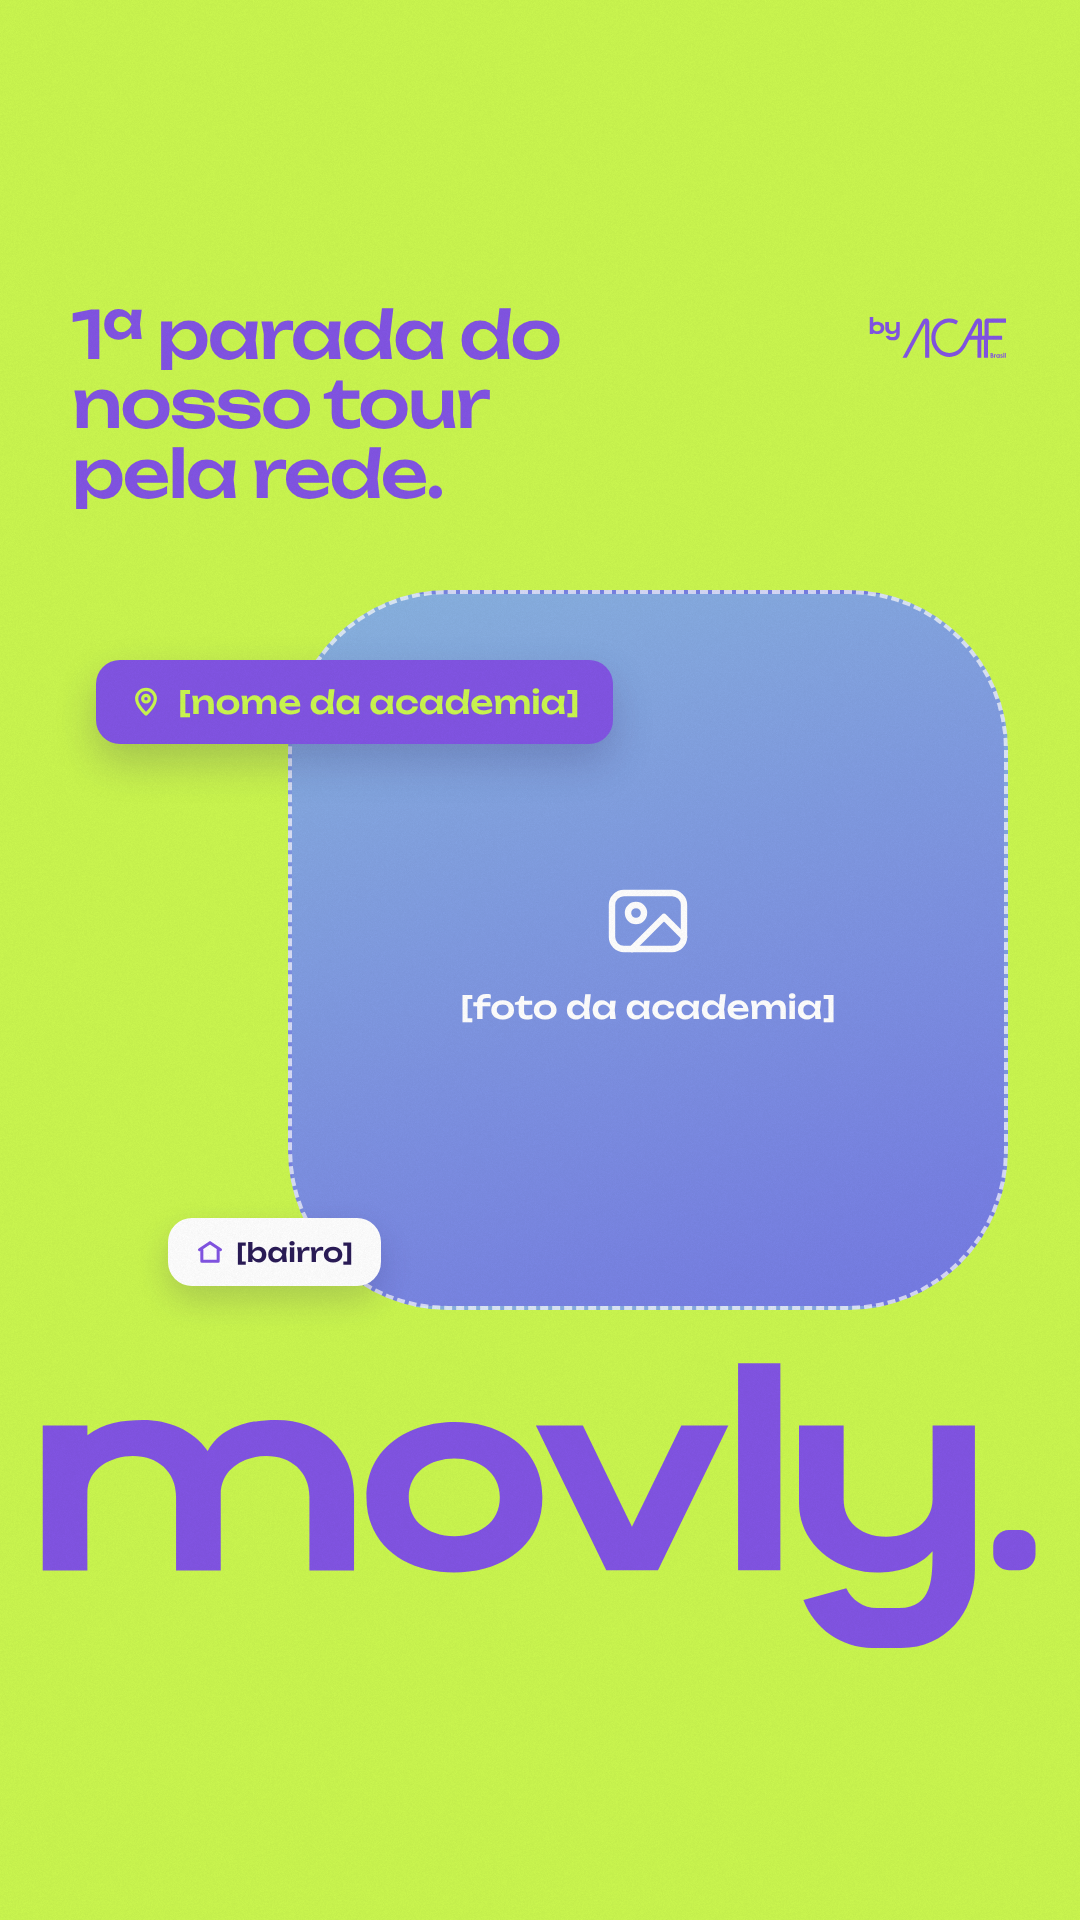 1ª parada do
nosso tour
pela rede.
by ACAF
Brasil
[nome da academia]
[foto da academia]
[bairro]
movly.